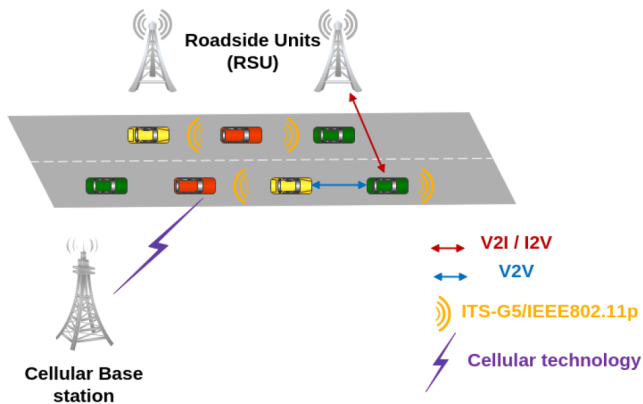 Roadside Units
(RSU)
V2I / I2V
V2V
ITS-G5/IEEE802.11p
Cellular technology
Cellular Base
station